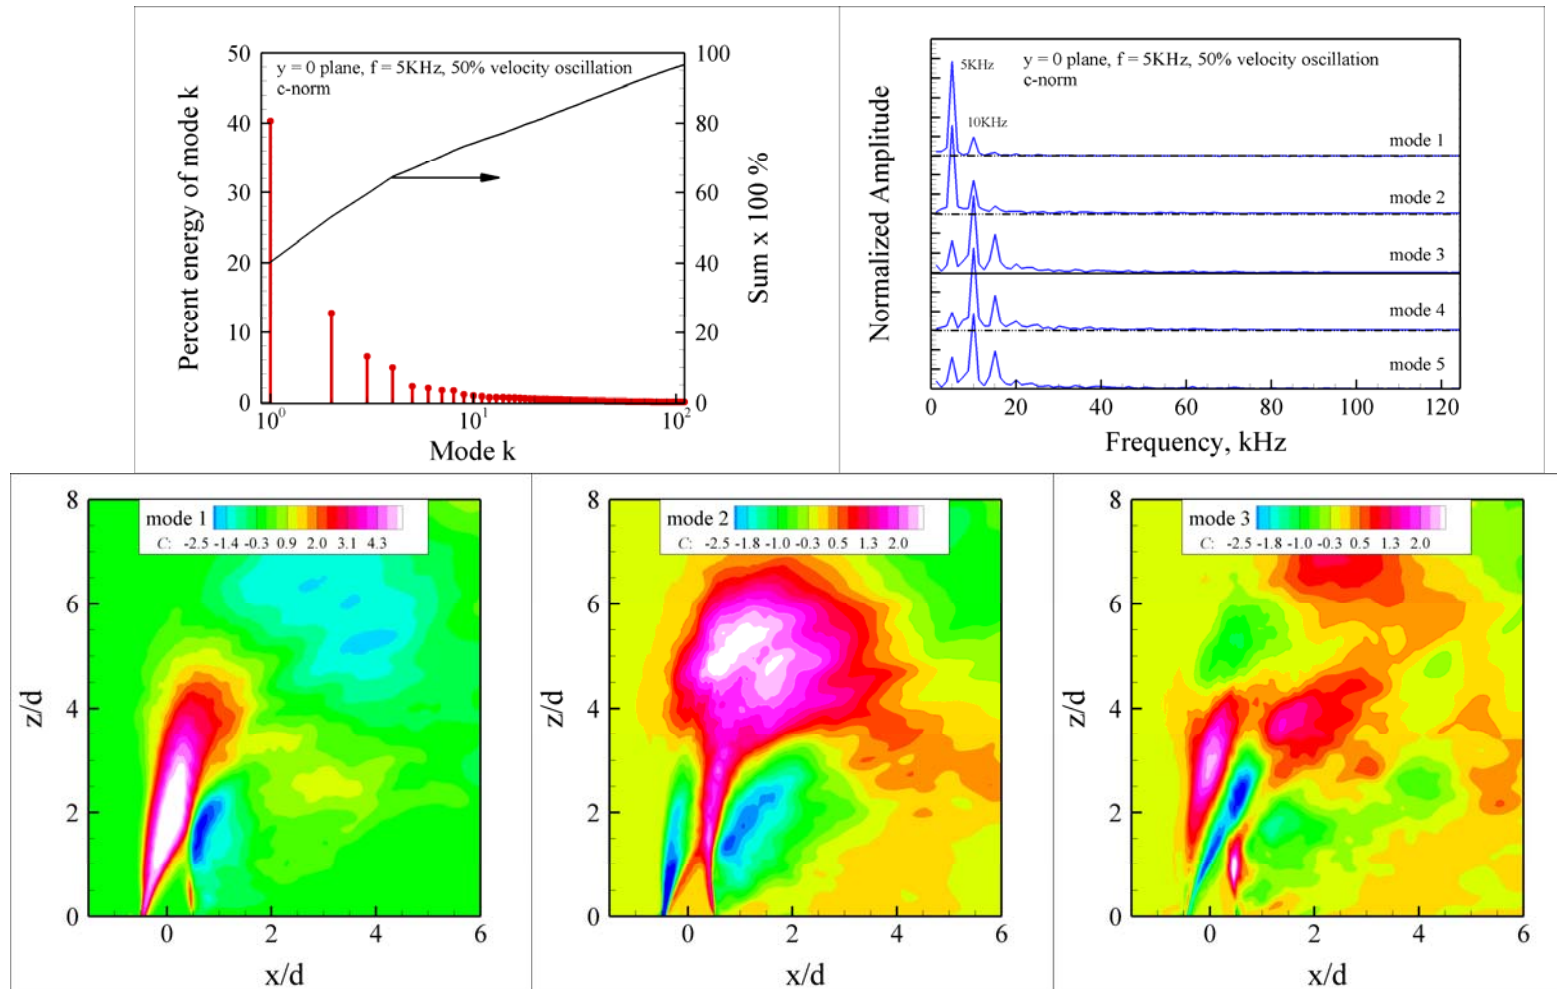 y = 0 plane, f = 5KHz, 50% velocity oscillation
c-norm
Percent energy of mode k
50
40
30
20
10
0
100
80
60
40
20
0
Sum x 100 %
10⁰
10¹
10²
Mode k
y = 0 plane, f = 5KHz, 50% velocity oscillation
c-norm
5KHz
10KHz
mode 1
mode 2
mode 3
mode 4
mode 5
Normalized Amplitude
0 20 40 60 80 100 120
Frequency, kHz
mode 1
C: -2.5 -1.4 -0.3 0.9 2.0 3.1 4.3
8
6
4
2
0
z/d
0 2 4 6
x/d
mode 2
C: -2.5 -1.8 -1.0 -0.3 0.5 1.3 2.0
8
6
4
2
0
z/d
0 2 4 6
x/d
mode 3
C: -2.5 -1.8 -1.0 -0.3 0.5 1.3 2.0
8
6
4
2
0
z/d
0 2 4 6
x/d